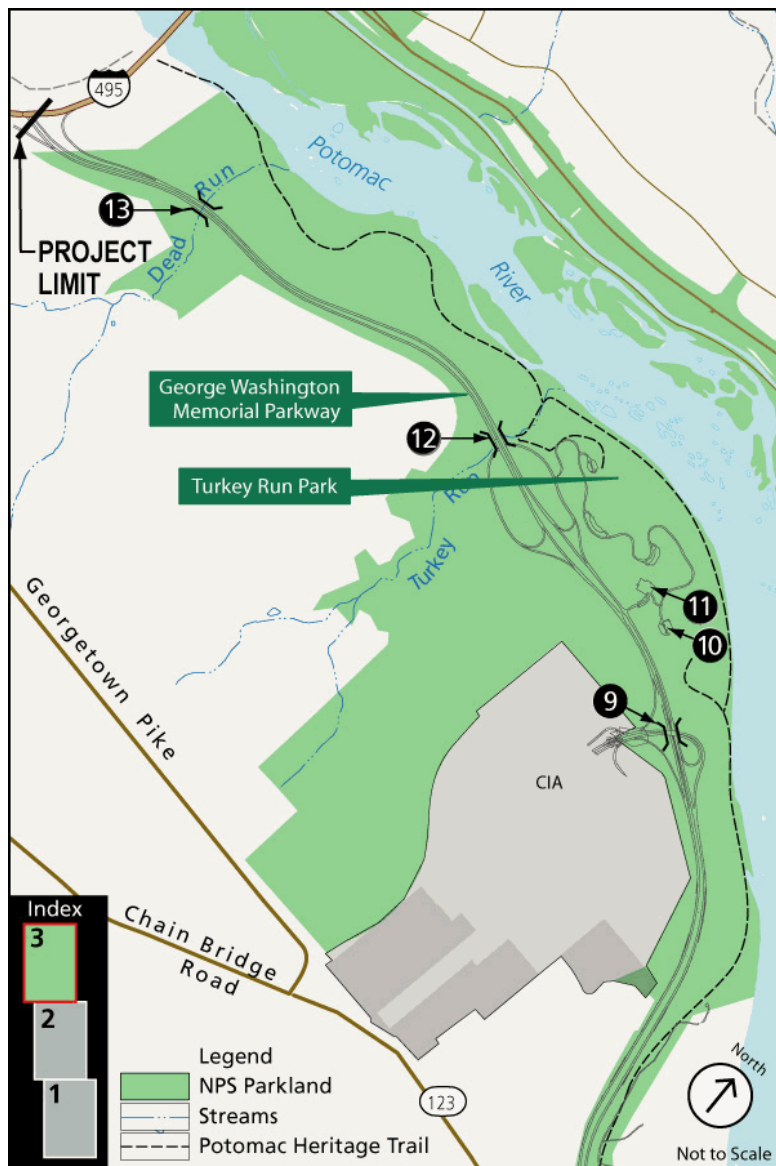 495
Potomac
River
Run
Dead
13
PROJECT
LIMIT
George Washington
Memorial Parkway
12
Turkey Run Park
Run
Turkey
11
10
9
CIA
Georgetown Pike
Chain Bridge
Road
123
Index
3
2
1
Legend
NPS Parkland
Streams
Potomac Heritage Trail
North
Not to Scale